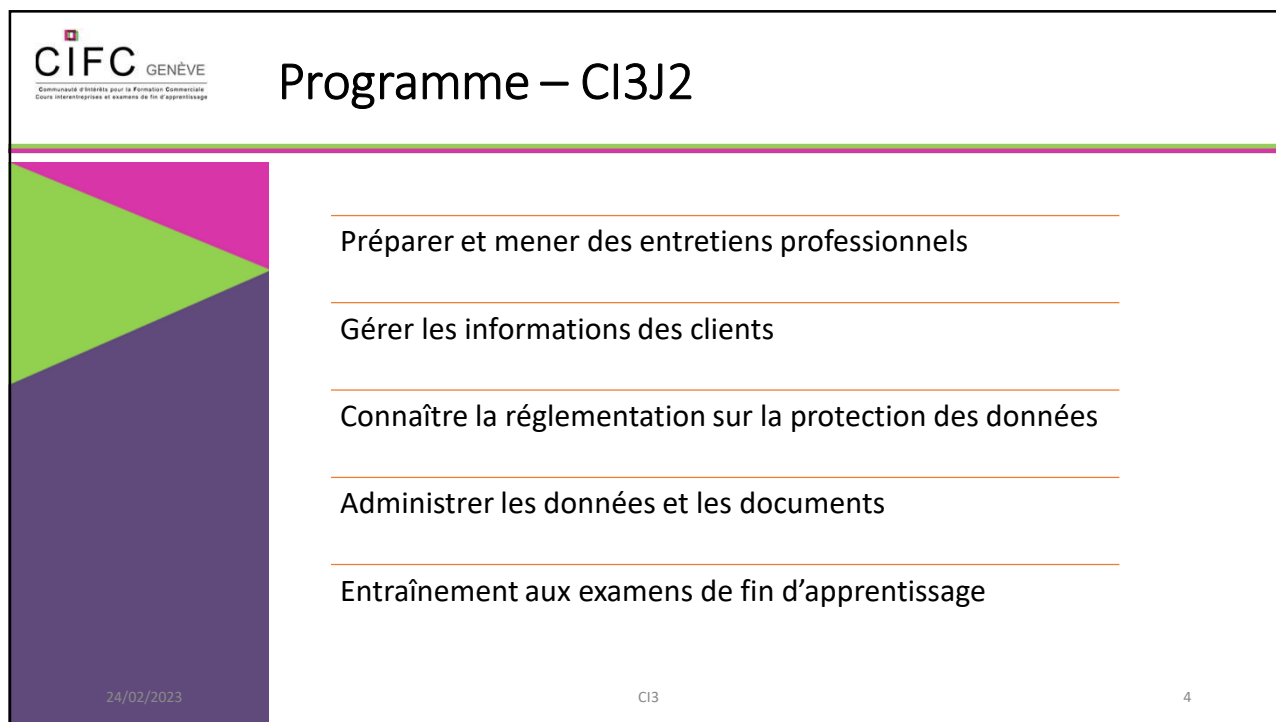 CIFC GENÈVE
Communauté d'Intérêts pour la Formation Commerciale
Cours interentreprises et examens de fin d'apprentissage
Programme – CI3J2
Préparer et mener des entretiens professionnels
Gérer les informations des clients
Connaître la réglementation sur la protection des données
Administrer les données et les documents
Entraînement aux examens de fin d’apprentissage
24/02/2023
CI3
4